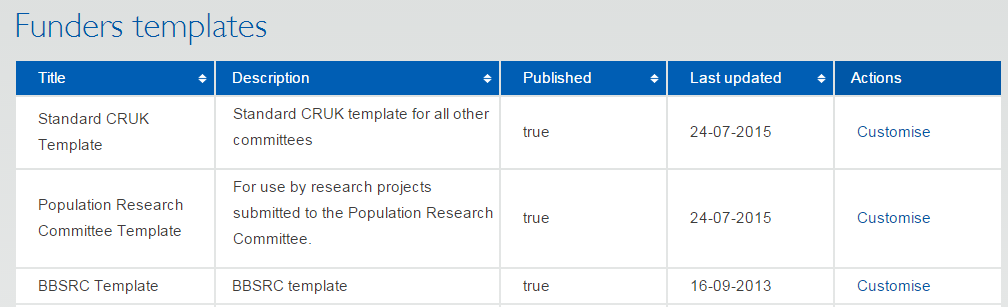 Funders templates
Title Description Published Last updated Actions
Standard CRUK
Template
Standard CRUK template for all other
committees
true
24-07-2015
Customise
Population Research
Committee Template
For use by research projects
submitted to the Population Research
Committee.
true
24-07-2015
Customise
BBSRC Template
BBSRC template
true
16-09-2013
Customise